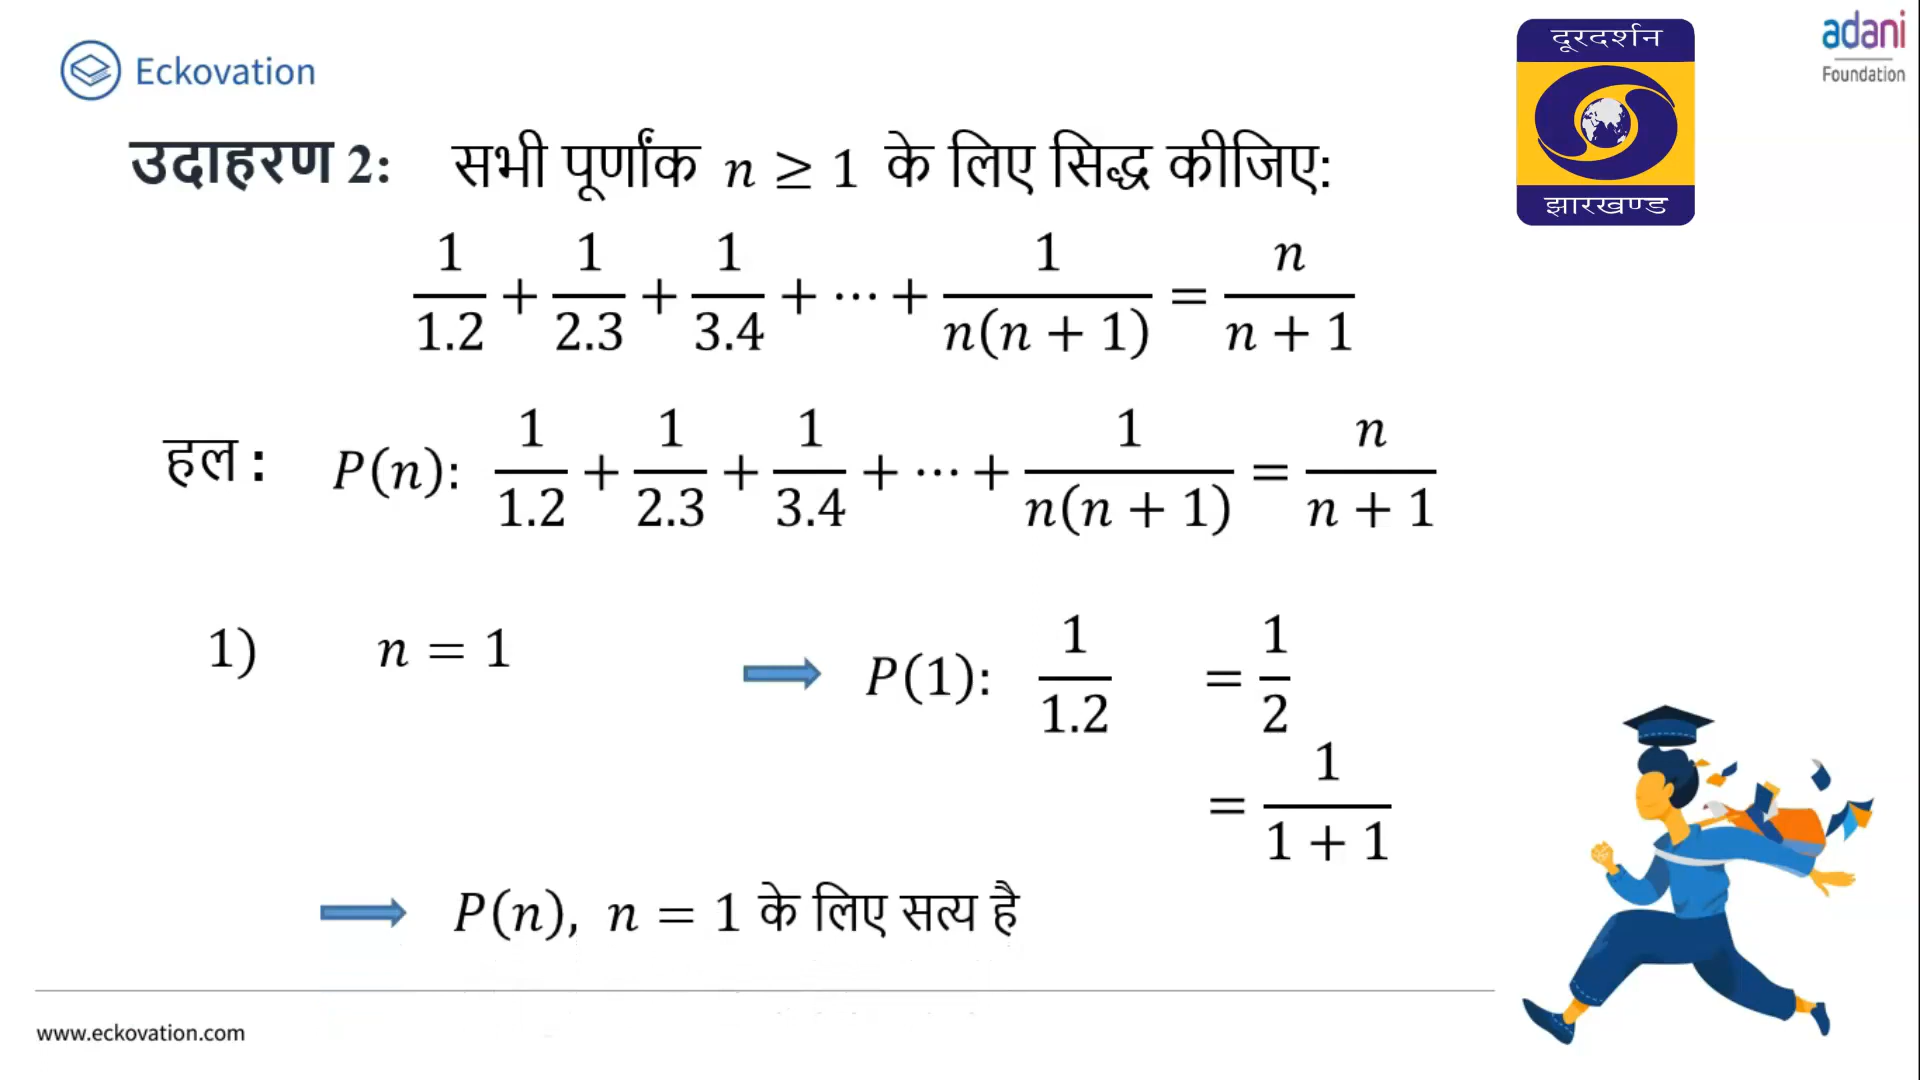 Eckovation
दूरदर्शन
झारखण्ड
adani
Foundation
उदाहरण 2: सभी पूर्णांक n ≥ 1 के लिए सिद्ध कीजिए:
1/1.2 + 1/2.3 + 1/3.4 + ⋯ + 1/n(n + 1) = n/n + 1
हल : P(n): 1/1.2 + 1/2.3 + 1/3.4 + ⋯ + 1/n(n + 1) = n/n + 1
1) n = 1 P(1): 1/1.2 = 1/2
= 1/1 + 1
P(n), n = 1 के लिए सत्य है
www.eckovation.com